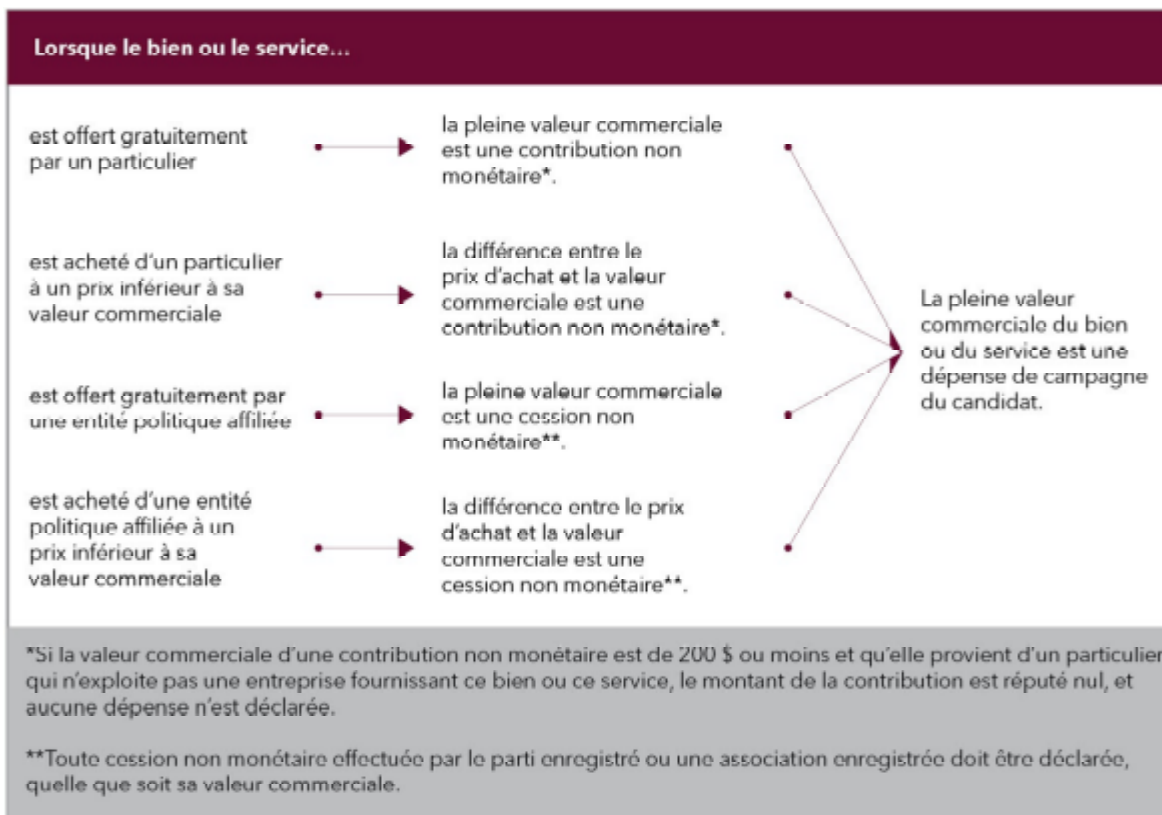 Lorsque le bien ou le service...
est offert gratuitement
par un particulier
la pleine valeur commerciale
est une contribution non
monétaire*.
est acheté d'un particulier
à un prix inférieur à sa
valeur commerciale
la différence entre le
prix d'achat et la valeur
commerciale est une
contribution non monétaire*.
est offert gratuitement par
une entité politique affiliée
la pleine valeur commerciale
est une cession non
monétaire**.
est acheté d'une entité
politique affiliée à un
prix inférieur à sa
valeur commerciale
la différence entre le prix
d'achat et la valeur
commerciale est une
cession non monétaire**.
La pleine valeur
commerciale du bien
ou du service est une
dépense de campagne
du candidat.
*Si la valeur commerciale d'une contribution non monétaire est de 200 $ ou moins et qu'elle provient d'un particulier
qui n'exploite pas une entreprise fournissant ce bien ou ce service, le montant de la contribution est réputé nul, et
aucune dépense n'est déclarée.
**Toute cession non monétaire effectuée par le parti enregistré ou une association enregistrée doit être déclarée,
quelle que soit sa valeur commerciale.